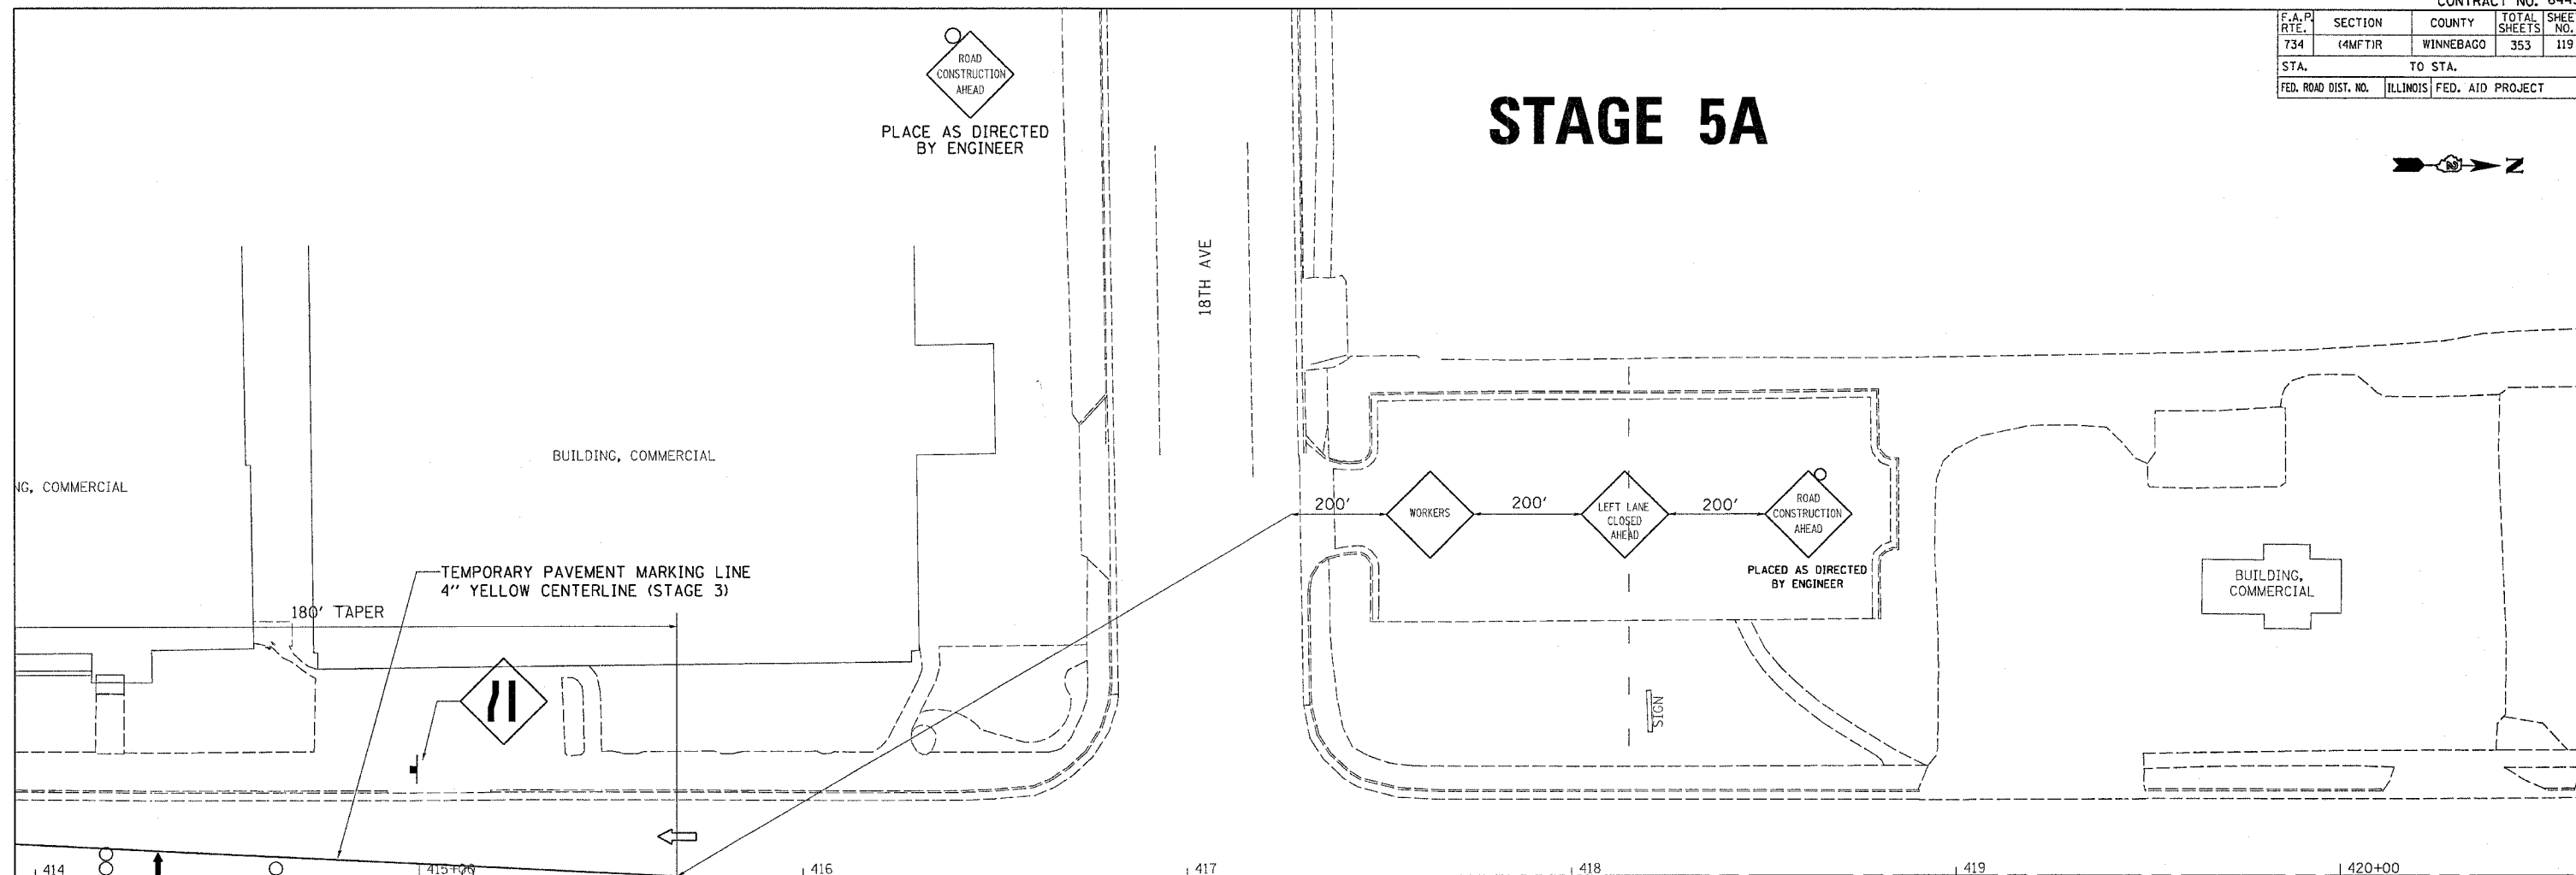 CONTRACT NO.
F.A.P. RTE. SECTION COUNTY TOTAL SHEETS SHEET NO.
734 (4MFT)R WINNEBAGO 353 119
STA. TO STA.
FED. ROAD DIST. NO. ILLINOIS FED. AID PROJECT
ROAD
CONSTRUCTION
AHEAD
PLACE AS DIRECTED
BY ENGINEER
STAGE 5A
N
18TH AVE
BUILDING, COMMERCIAL
NG, COMMERCIAL
200' WORKERS 200' LEFT LANE CLOSED AHEAD 200' ROAD CONSTRUCTION AHEAD
PLACED AS DIRECTED
BY ENGINEER
BUILDING,
COMMERCIAL
TEMPORARY PAVEMENT MARKING LINE
4" YELLOW CENTERLINE (STAGE 3)
180' TAPER
SIGN
414 415+00 416 417 418 419 420+00